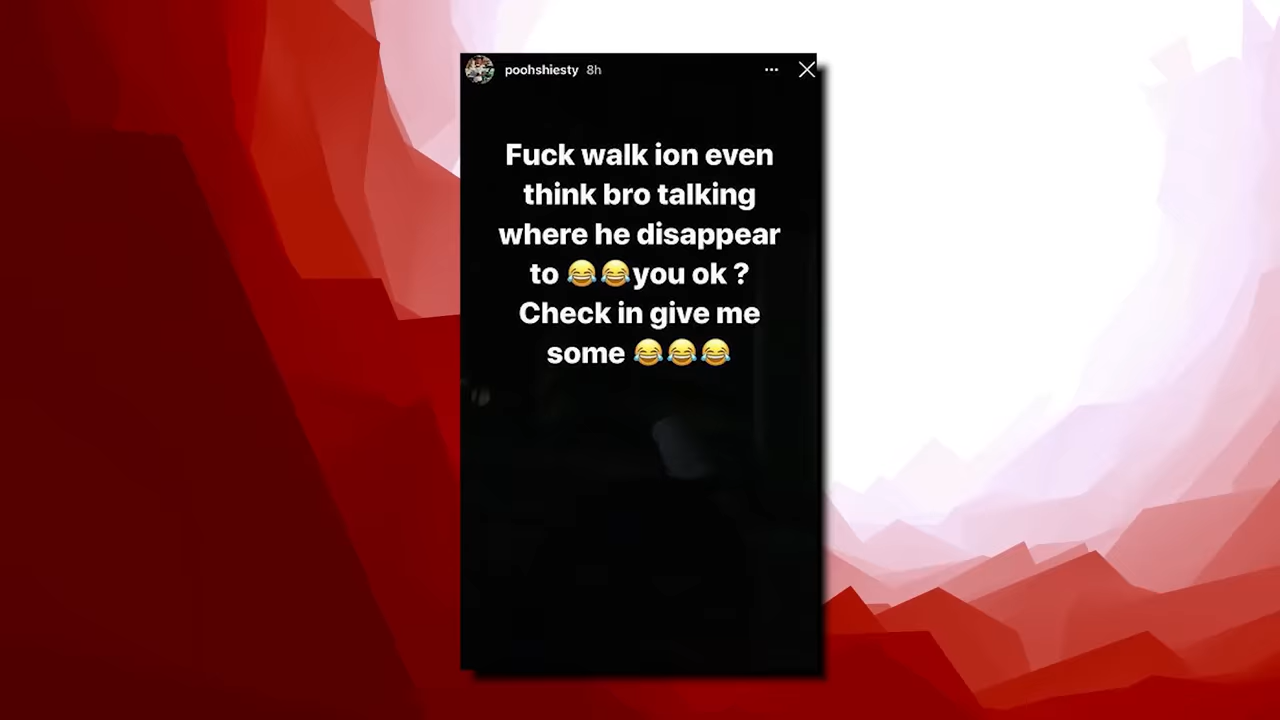 poohshiesty 8h
Fuck walk ion even
think bro talking
where he disappear
to 😂😂you ok ?
Check in give me
some 😂😂😂